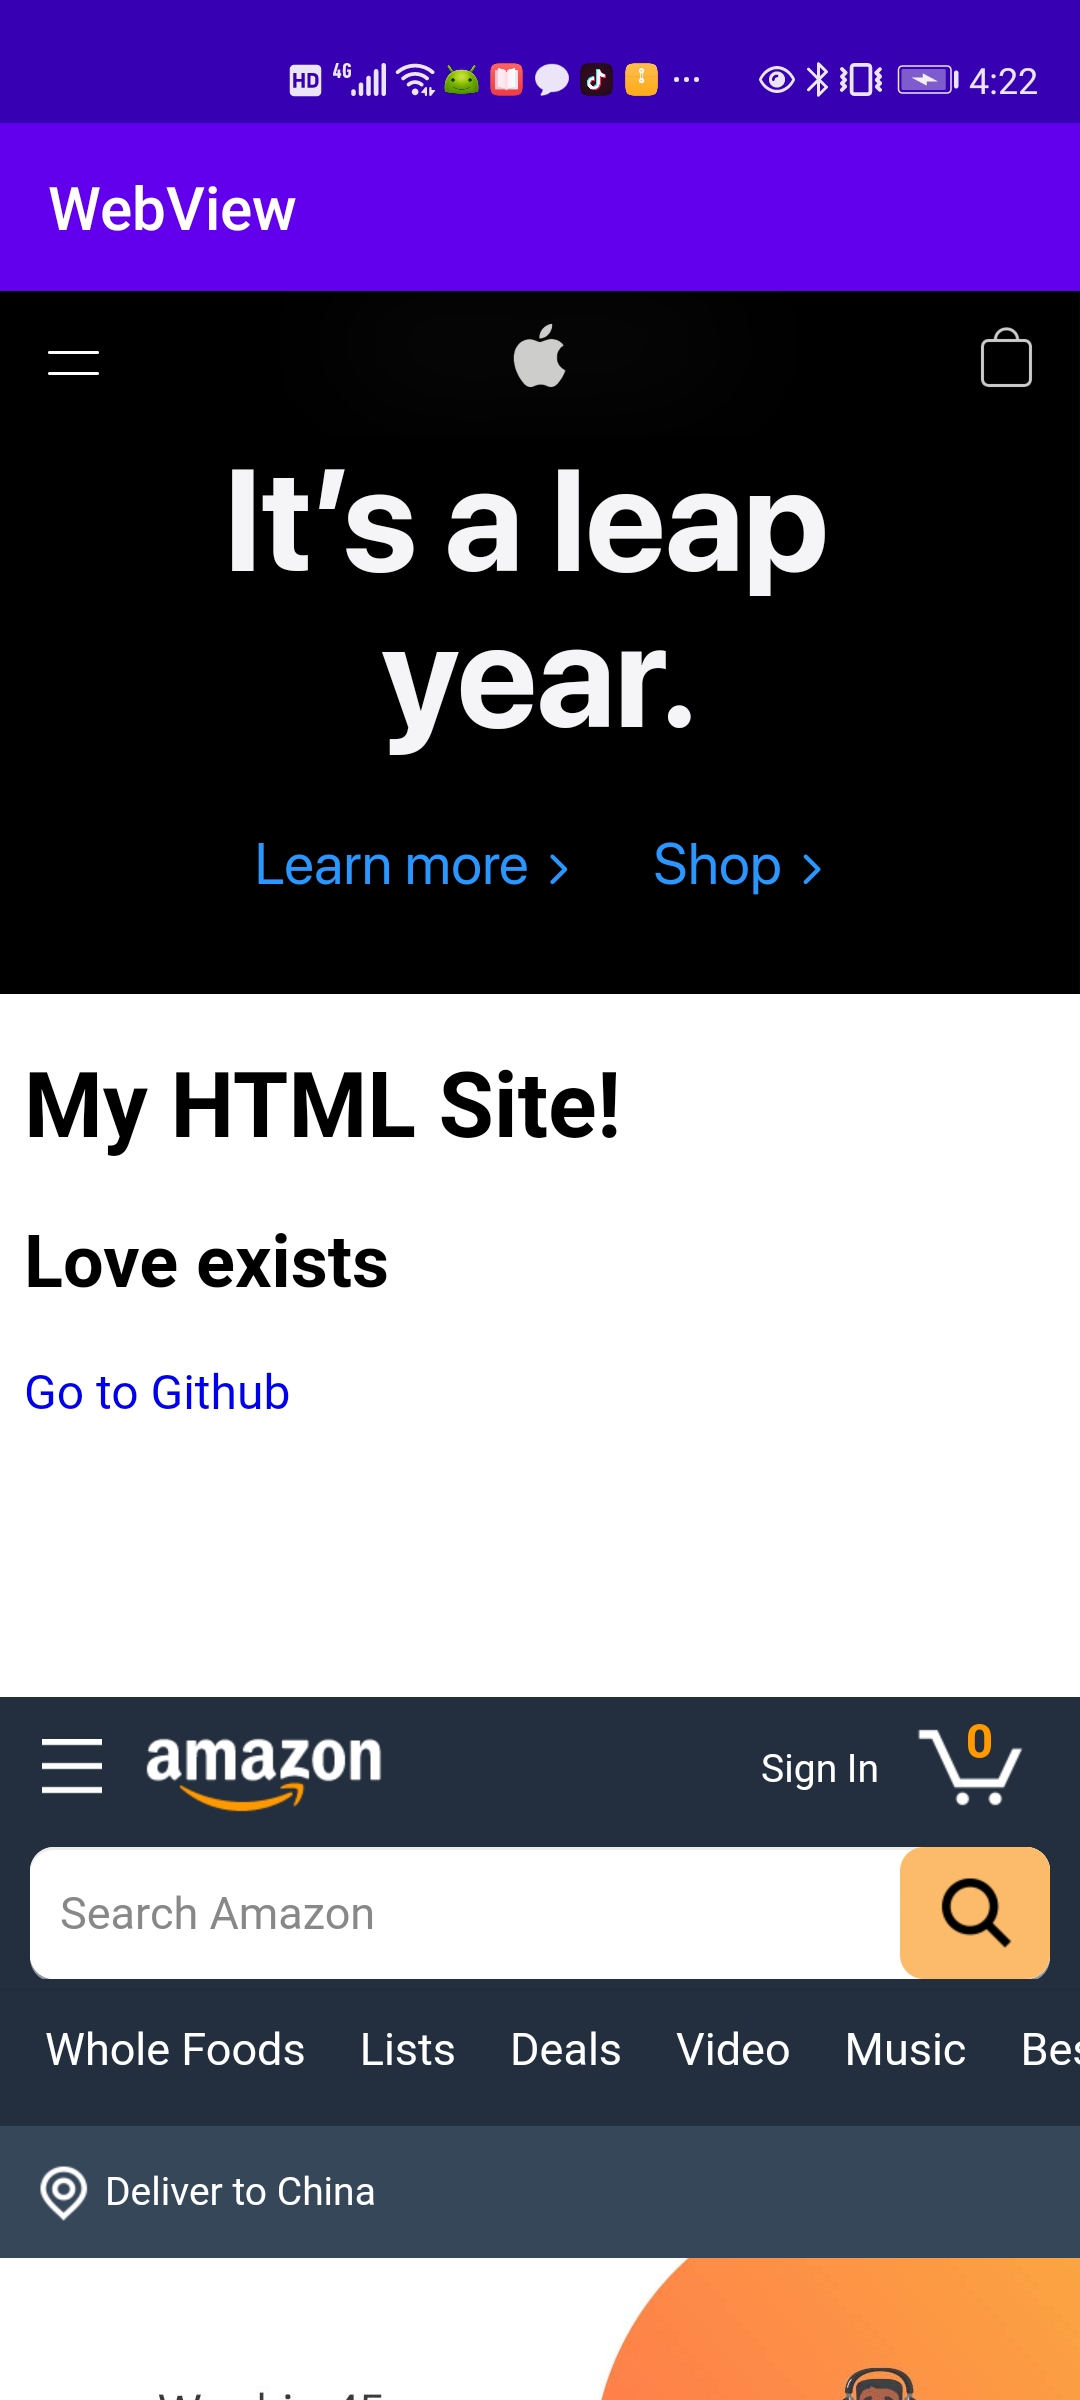 HD 4G 4:22
WebView
It’s a leap
year.
Learn more > Shop >
My HTML Site!
Love exists
Go to Github
amazon Sign In 0
Search Amazon
Whole Foods Lists Deals Video Music Bes
Deliver to China